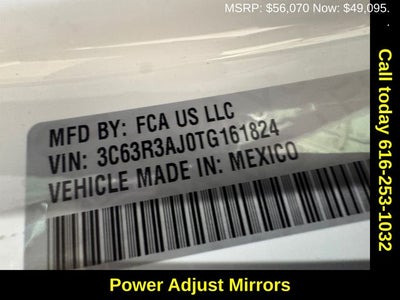 MSRP: $56,070 Now: $49,095.
MFD BY: FCA US LLC
VIN: 3C63R3AJ0TG161824
VEHICLE MADE IN: MEXICO
Call today 616-253-1032
Power Adjust Mirrors